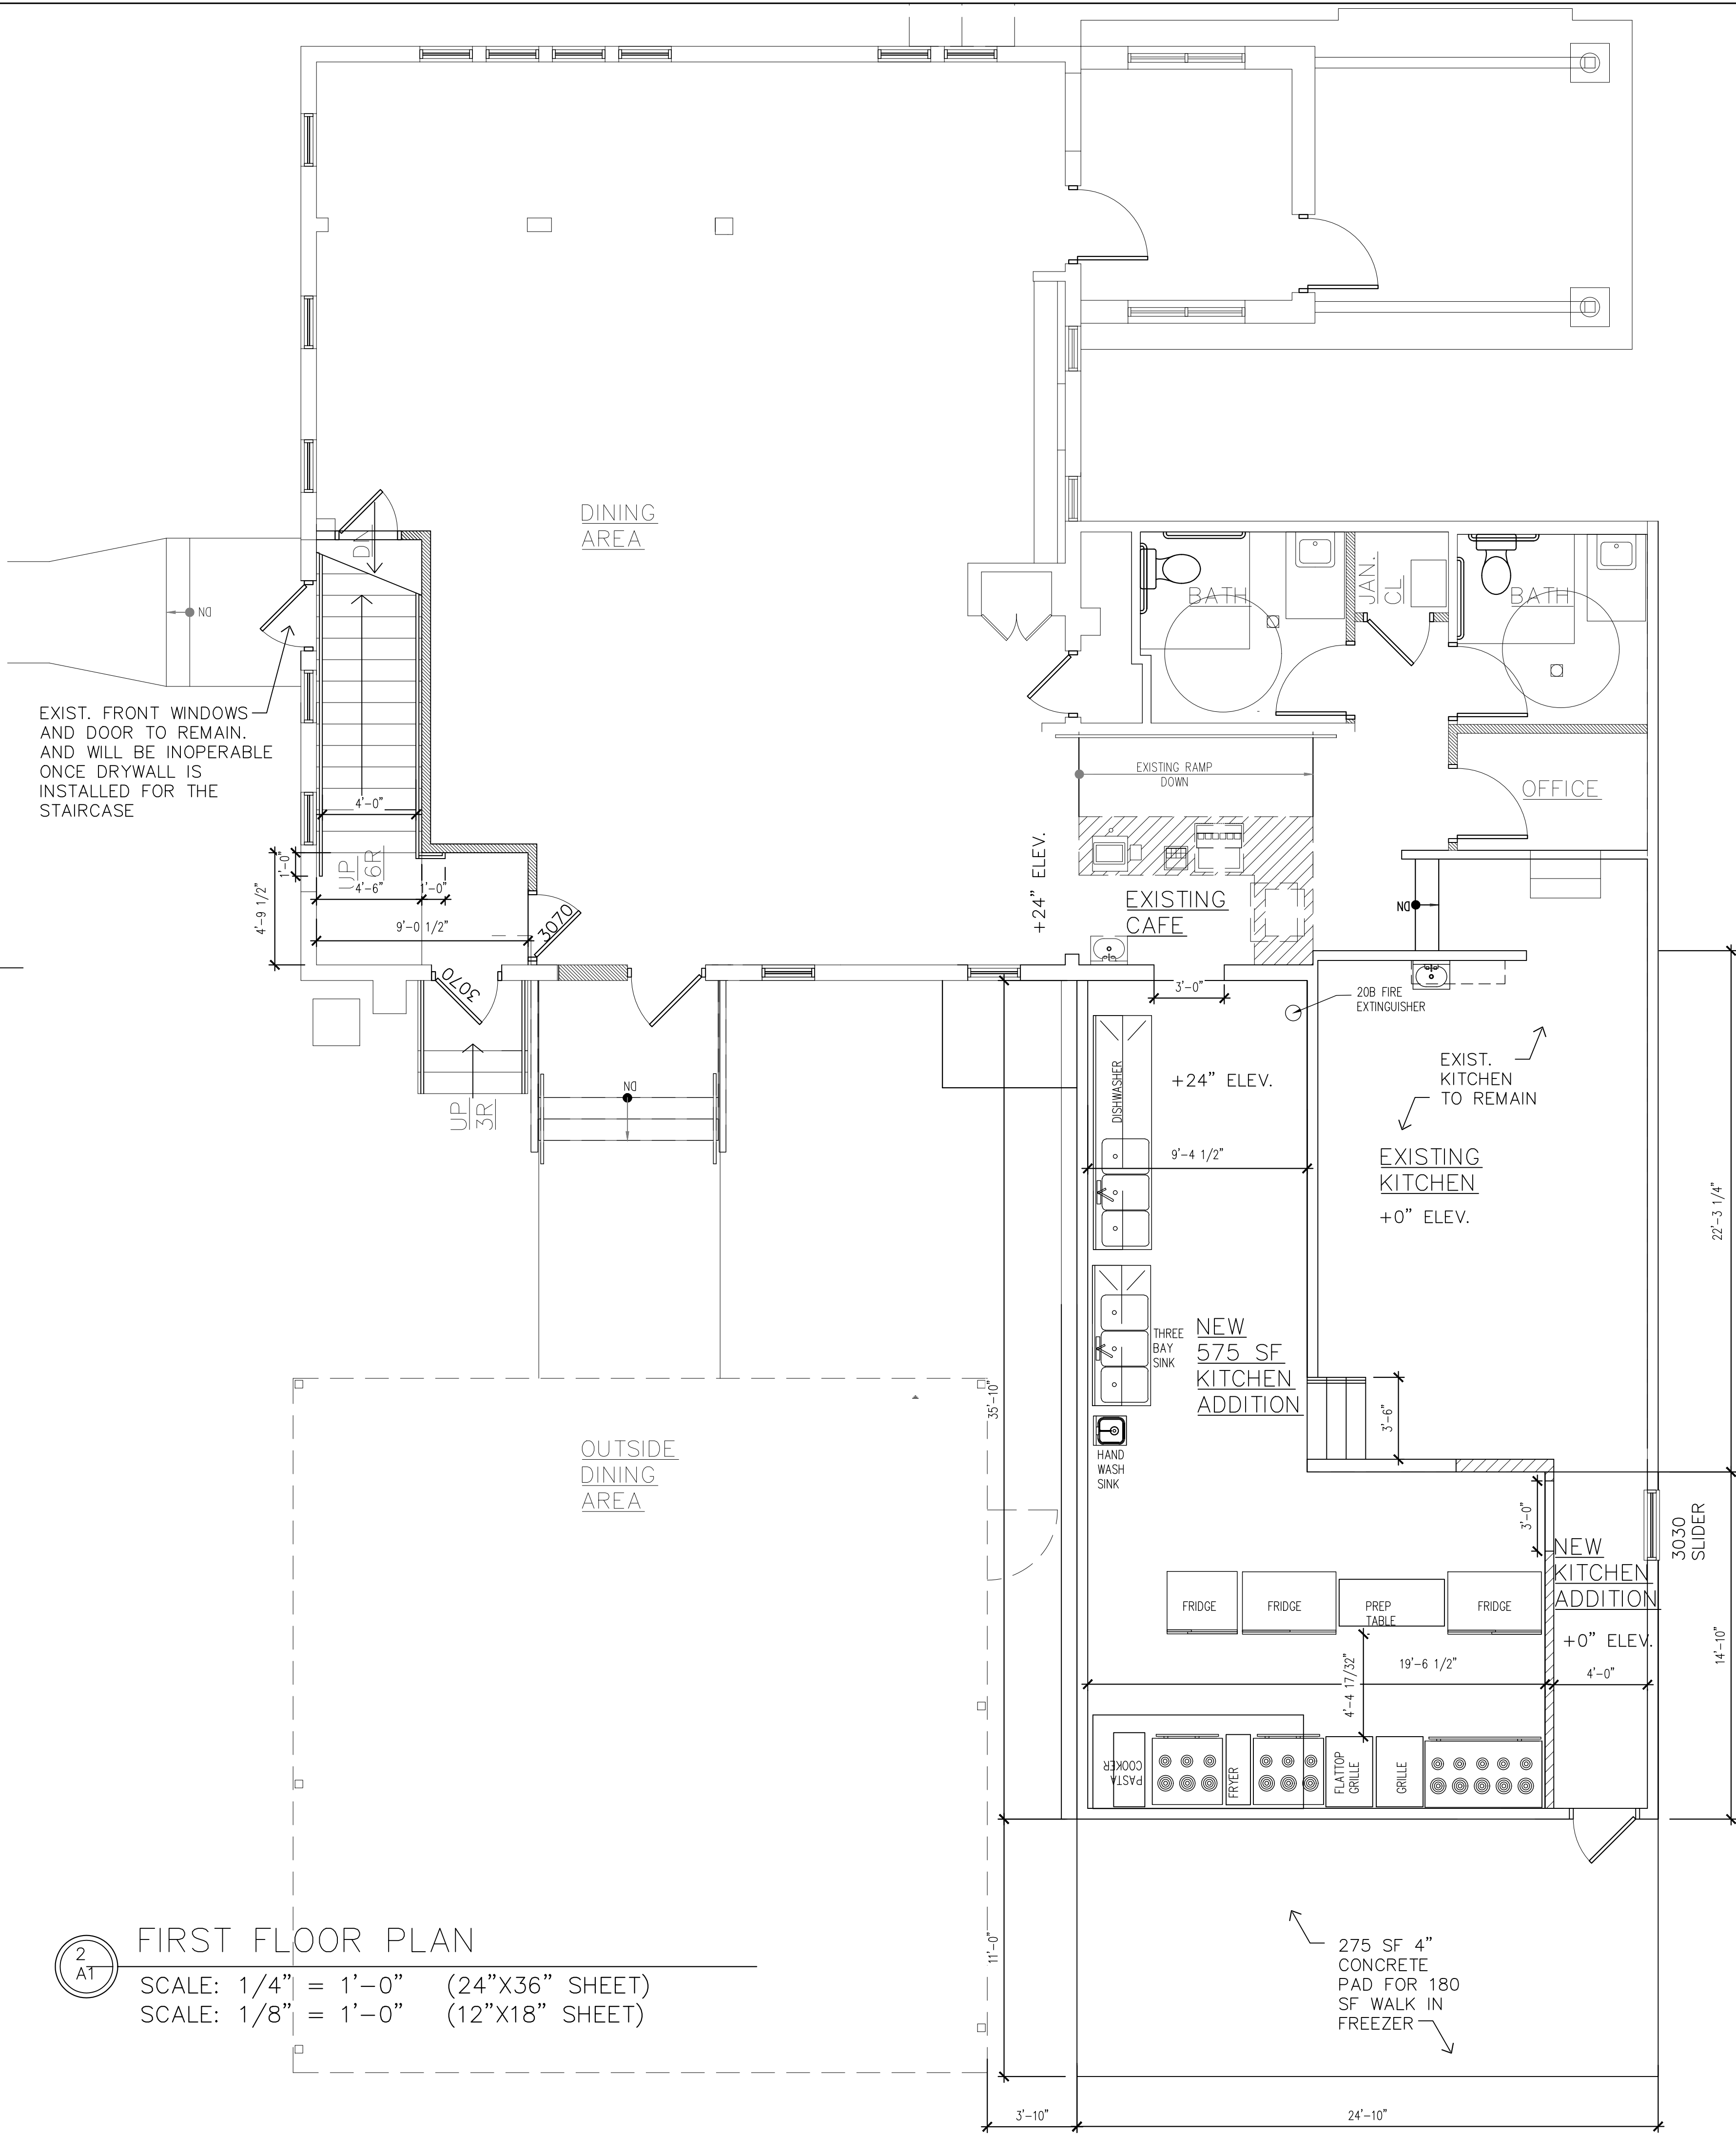 DINING
AREA
DN
DN
EXIST. FRONT WINDOWS
AND DOOR TO REMAIN.
AND WILL BE INOPERABLE
ONCE DRYWALL IS
INSTALLED FOR THE
STAIRCASE
4'-0"
1'-0"
UP
6R
4'-6"
1'-0"
4'-9 1/2"
9'-0 1/2"
3070
3070
UP
3R
DN
BATH
JAN.
CL
BATH
OFFICE
EXISTING RAMP
DOWN
+24" ELEV.
EXISTING
CAFE
DN
3'-0"
20B FIRE
EXTINGUISHER
EXIST.
KITCHEN
TO REMAIN
+24" ELEV.
DISHWASHER
9'-4 1/2"
EXISTING
KITCHEN
+0" ELEV.
22'-3 1/4"
THREE
BAY
SINK
NEW
575 SF
KITCHEN
ADDITION
35'-10"
3'-6"
HAND
WASH
SINK
OUTSIDE
DINING
AREA
3'-0"
3030
SLIDER
NEW
KITCHEN
ADDITION
+0" ELEV.
FRIDGE
FRIDGE
PREP
TABLE
FRIDGE
4'-4 17/32"
19'-6 1/2"
4'-0"
14'-10"
PASTA
COOKER
FRYER
FLATTOP
GRILLE
GRILLE
11'-0"
275 SF 4"
CONCRETE
PAD FOR 180
SF WALK IN
FREEZER
2
A1
FIRST FLOOR PLAN
SCALE: 1/4" = 1'-0" (24"X36" SHEET)
SCALE: 1/8" = 1'-0" (12"X18" SHEET)
3'-10"
24'-10"